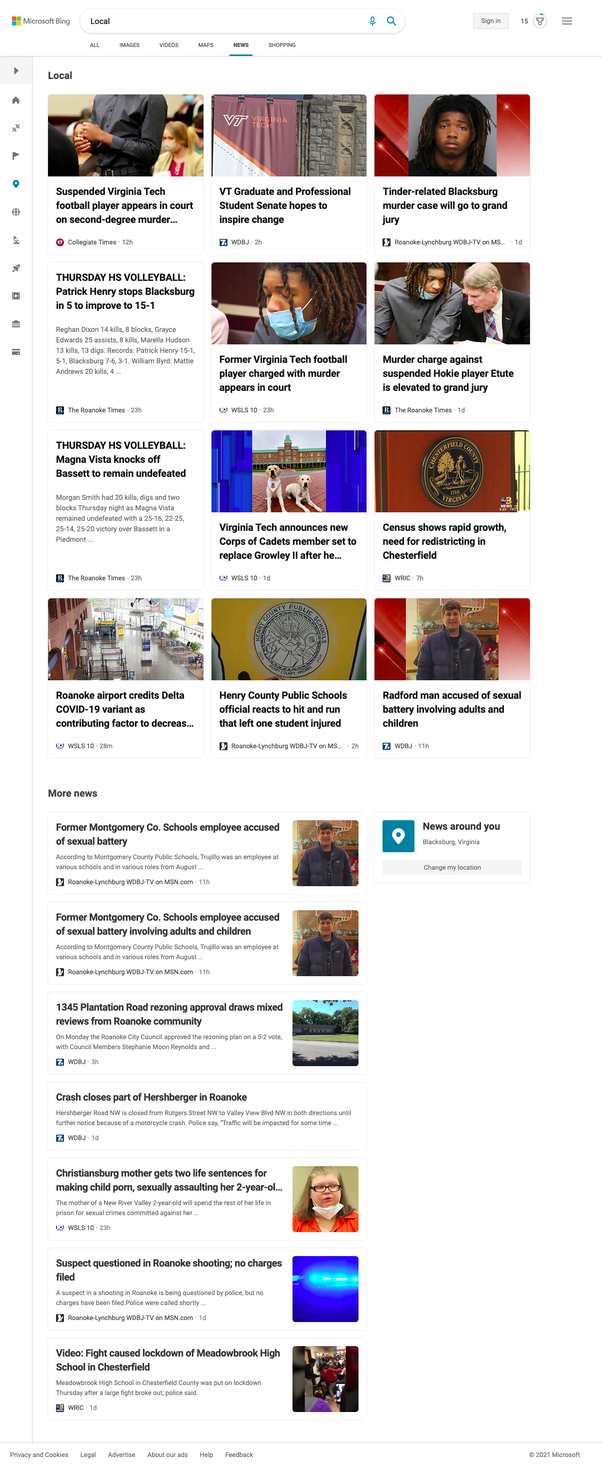 Microsoft Bing
Local
Sign in
15
ALL
IMAGES
VIDEOS
MAPS
NEWS
SHOPPING
Local
Suspended Virginia Tech
football player appears in court
on second-degree murder...
Collegiate Times · 12h
VT VIRGINIA
TECH
VT Graduate and Professional
Student Senate hopes to
inspire change
WDBJ · 2h
Tinder-related Blacksburg
murder case will go to grand
jury
Roanoke-Lynchburg WDBJ-TV on MS... · 1d
THURSDAY HS VOLLEYBALL:
Patrick Henry stops Blacksburg
in 5 to improve to 15-1
Reghan Dixon 14 kills, 8 blocks, Grayce
Edwards 25 assists, 8 kills, Marella Hudson
13 kills, 13 digs. Records: Patrick Henry 15-1,
5-1, Blacksburg 7-6, 3-1. William Byrd: Mattie
Andrews 20 kills, 4 ...
The Roanoke Times · 23h
Former Virginia Tech football
player charged with murder
appears in court
WSLS 10 · 23h
Murder charge against
suspended Hokie player Etute
is elevated to grand jury
The Roanoke Times · 1d
THURSDAY HS VOLLEYBALL:
Magna Vista knocks off
Bassett to remain undefeated
Morgan Smith had 20 kills, digs and two
blocks Thursday night as Magna Vista
remained undefeated with a 25-16, 22-25,
25-14, 25-20 victory over Bassett in a
Piedmont ...
The Roanoke Times · 23h
Virginia Tech announces new
Corps of Cadets member set to
replace Growley II after he...
WSLS 10 · 1d
CHESTERFIELD COUNTY
1749
VIRGINIA
Census shows rapid growth,
need for redistricting in
Chesterfield
WRIC · 7h
Roanoke airport credits Delta
COVID-19 variant as
contributing factor to decreas...
WSLS 10 · 28m
HENRY COUNTY PUBLIC SCHOOLS
Henry County Public Schools
official reacts to hit and run
that left one student injured
Roanoke-Lynchburg WDBJ-TV on MS... · 2h
Radford man accused of sexual
battery involving adults and
children
WDBJ · 11h
More news
Former Montgomery Co. Schools employee accused
of sexual battery
According to Montgomery County Public Schools, Trujillo was an employee at
various schools and in various roles from August ...
Roanoke-Lynchburg WDBJ-TV on MSN.com · 11h
News around you
Blacksburg, Virginia
Change my location
Former Montgomery Co. Schools employee accused
of sexual battery involving adults and children
According to Montgomery County Public Schools, Trujillo was an employee at
various schools and in various roles from August ...
Roanoke-Lynchburg WDBJ-TV on MSN.com · 11h
1345 Plantation Road rezoning approval draws mixed
reviews from Roanoke community
On Monday the Roanoke City Council approved the rezoning plan on a 5-2 vote,
with Council Members Stephanie Moon Reynolds and ...
WDBJ · 3h
Crash closes part of Hershberger in Roanoke
Hershberger Road NW is closed from Rutgers Street NW to Valley View Blvd NW in both directions until
further notice because of a motorcycle crash. Police say, "Traffic will be impacted for some time ...
WDBJ · 1d
Christiansburg mother gets two life sentences for
making child porn, sexually assaulting her 2-year-ol...
The mother of a New River Valley 2-year-old will spend the rest of her life in
prison for sexual crimes committed against her ...
WSLS 10 · 23h
Suspect questioned in Roanoke shooting; no charges
filed
A suspect in a shooting in Roanoke is being questioned by police, but no
charges have been filed.Police were called shortly ...
Roanoke-Lynchburg WDBJ-TV on MSN.com · 1d
Video: Fight caused lockdown of Meadowbrook High
School in Chesterfield
Meadowbrook High School in Chesterfield County was put on lockdown
Thursday after a large fight broke out, police said.
WRIC · 1d
Privacy and Cookies
Legal
Advertise
About our ads
Help
Feedback
© 2021 Microsoft